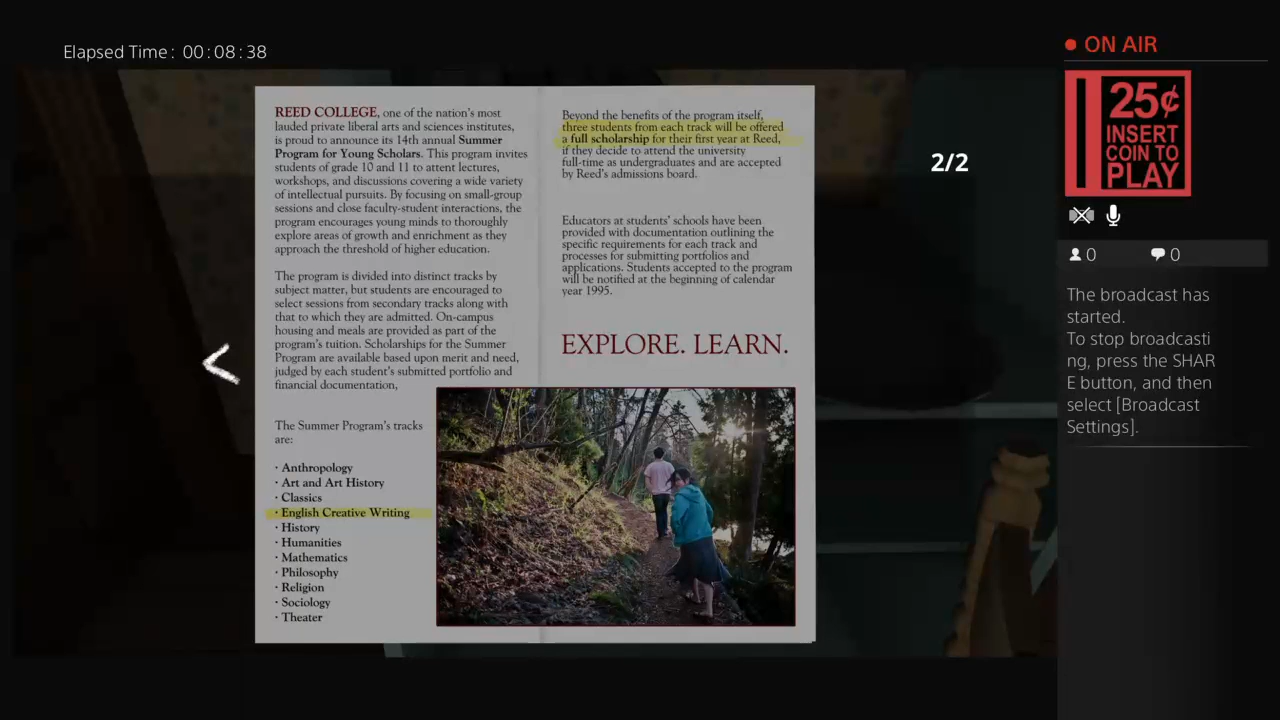 Elapsed Time: 00:08:38
REED COLLEGE, one of the nation's most
lauded private liberal arts and sciences institutes,
is proud to announce its 14th annual Summer
Program for Young Scholars. This program invites
students of grade 10 and 11 to attent lectures,
workshops, and discussions covering a wide variety
of intellectual pursuits. By focusing on small-group
sessions and close faculty-student interactions, the
program encourages young minds to thoroughly
explore areas of growth and enrichment as they
approach the threshold of higher education.
The program is divided into distinct tracks by
subject matter, but students are encouraged to
select sessions from secondary tracks along with
that to which they are admitted. On-campus
housing and meals are provided as part of the
program's tuition. Scholarships for the Summer
Program are available based upon merit and need,
judged by each student's submitted portfolio and
financial documentation,
The Summer Program's tracks
are:
· Anthropology
· Art and Art History
· Classics
· English Creative Writing
· History
· Humanities
· Mathematics
· Philosophy
· Religion
· Sociology
· Theater
Beyond the benefits of the program itself,
three students from each track will be offered
a full scholarship for their first year at Reed,
if they decide to attend the university
full-time as undergraduates and are accepted
by Reed's admissions board.
Educators at students' schools have been
provided with documentation outlining the
specific requirements for each track and
processes for submitting portfolios and
applications. Students accepted to the program
will be notified at the beginning of calendar
year 1995.
EXPLORE. LEARN.
2/2
ON AIR
25¢
INSERT
COIN TO
PLAY
0
0
The broadcast has
started.
To stop broadcasti
ng, press the SHAR
E button, and then
select [Broadcast
Settings].